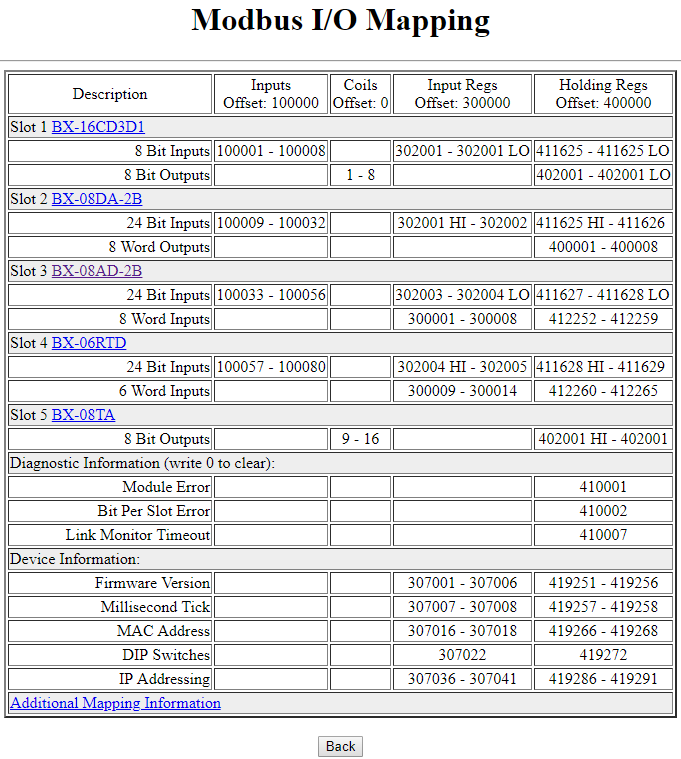 Modbus I/O Mapping
Description Inputs Coils Input Regs Holding Regs
Offset: 100000 Offset: 0 Offset: 300000 Offset: 400000
Slot 1 BX-16CD3D1
8 Bit Inputs 100001 - 100008 302001 - 302001 LO 411625 - 411625 LO
8 Bit Outputs 1 - 8 402001 - 402001 LO
Slot 2 BX-08DA-2B
24 Bit Inputs 100009 - 100032 302001 HI - 302002 411625 HI - 411626
8 Word Outputs 400001 - 400008
Slot 3 BX-08AD-2B
24 Bit Inputs 100033 - 100056 302003 - 302004 LO 411627 - 411628 LO
8 Word Inputs 300001 - 300008 412252 - 412259
Slot 4 BX-06RTD
24 Bit Inputs 100057 - 100080 302004 HI - 302005 411628 HI - 411629
6 Word Inputs 300009 - 300014 412260 - 412265
Slot 5 BX-08TA
8 Bit Outputs 9 - 16 402001 HI - 402001
Diagnostic Information (write 0 to clear):
Module Error 410001
Bit Per Slot Error 410002
Link Monitor Timeout 410007
Device Information:
Firmware Version 307001 - 307006 419251 - 419256
Millisecond Tick 307007 - 307008 419257 - 419258
MAC Address 307016 - 307018 419266 - 419268
DIP Switches 307022 419272
IP Addressing 307036 - 307041 419286 - 419291
Additional Mapping Information
Back